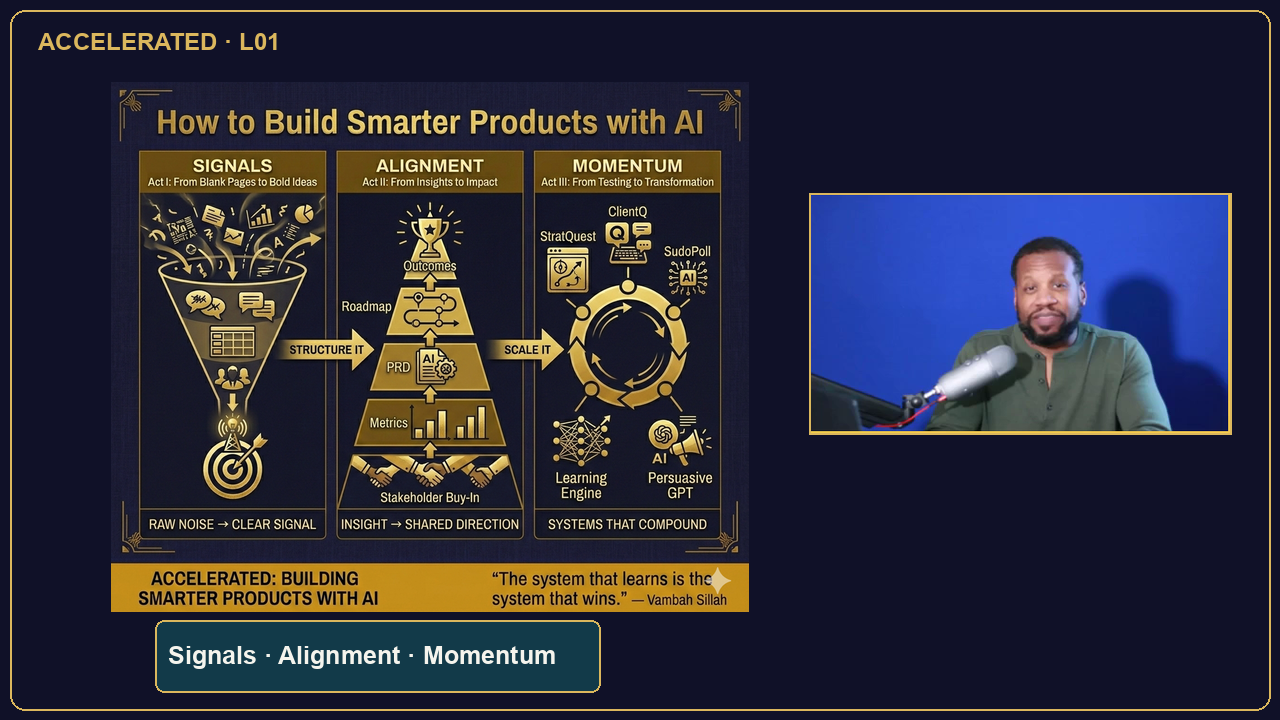 ACCELERATED · L01
How to Build Smarter Products with AI
SIGNALS
Act I: From Blank Pages to Bold Ideas
RAW NOISE → CLEAR SIGNAL
STRUCTURE IT
ALIGNMENT
Act II: From Insights to Impact
Outcomes
Roadmap
PRD
AI
Metrics
Stakeholder Buy-In
INSIGHT → SHARED DIRECTION
SCALE IT
MOMENTUM
Act III: From Testing to Transformation
ClientQ
Q
StratQuest
SudoPoll
AI
Learning
Engine
AI
Persuasive
GPT
SYSTEMS THAT COMPOUND
ACCELERATED: BUILDING
SMARTER PRODUCTS WITH AI
“The system that learns is the
system that wins.” — Vambah Sillah
Signals · Alignment · Momentum